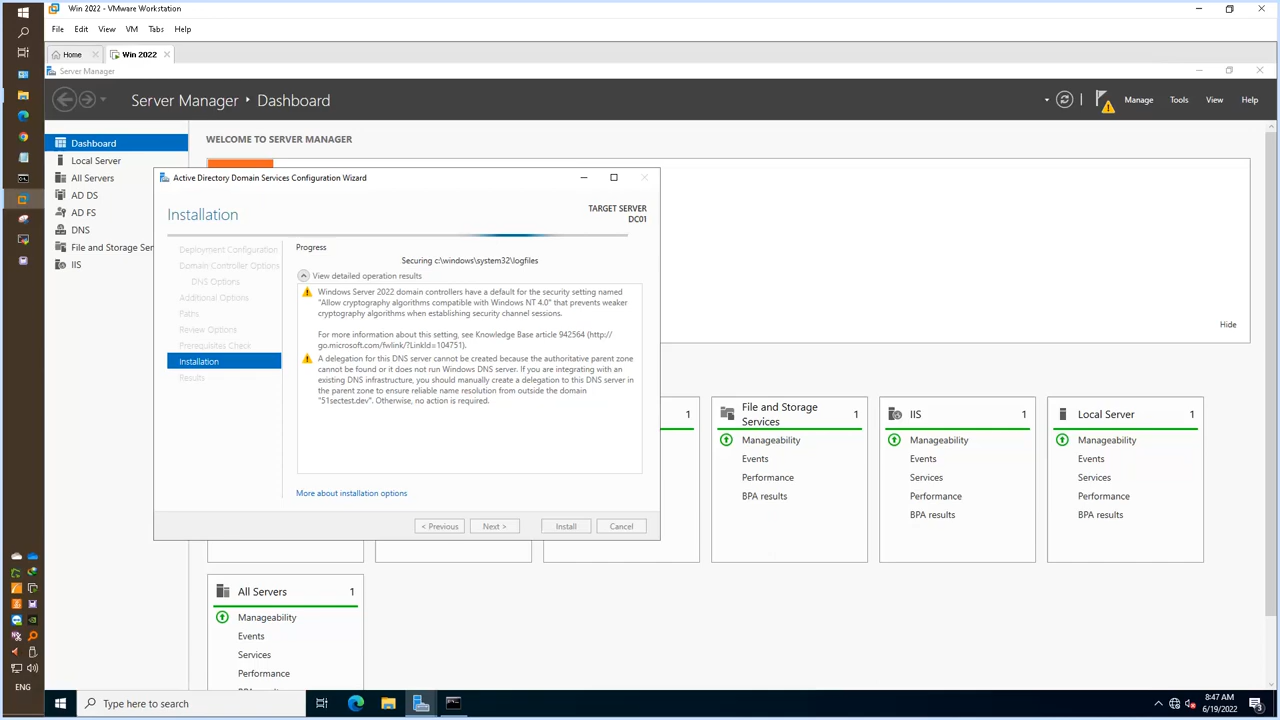 Win 2022 - VMware Workstation
File Edit View VM Tabs Help
Home
Win 2022
Server Manager
Server Manager Dashboard
Manage Tools View Help
Dashboard
Local Server
All Servers
AD DS
AD FS
DNS
File and Storage Ser
IIS
WELCOME TO SERVER MANAGER
Hide
Active Directory Domain Services Configuration Wizard
Installation
TARGET SERVER
DC01
Deployment Configuration
Domain Controller Options
DNS Options
Additional Options
Paths
Review Options
Prerequisites Check
Installation
Results
Progress
Securing c:\windows\system32\logfiles
View detailed operation results
Windows Server 2022 domain controllers have a default for the security setting named
"Allow cryptography algorithms compatible with Windows NT 4.0" that prevents weaker
cryptography algorithms when establishing security channel sessions.
For more information about this setting, see Knowledge Base article 942564 (http://
go.microsoft.com/fwlink/?LinkId=104751).
A delegation for this DNS server cannot be created because the authoritative parent zone
cannot be found or it does not run Windows DNS server. If you are integrating with an
existing DNS infrastructure, you should manually create a delegation to this DNS server in
the parent zone to ensure reliable name resolution from outside the domain
"51sectest.dev". Otherwise, no action is required.
More about installation options
< Previous Next > Install Cancel
1
File and Storage 1
Services
Manageability
Events
Performance
BPA results
IIS 1
Manageability
Events
Services
Performance
BPA results
Local Server 1
Manageability
Events
Services
Performance
BPA results
All Servers 1
Manageability
Events
Services
Performance
ENG
Type here to search
8:47 AM
6/19/2022
3